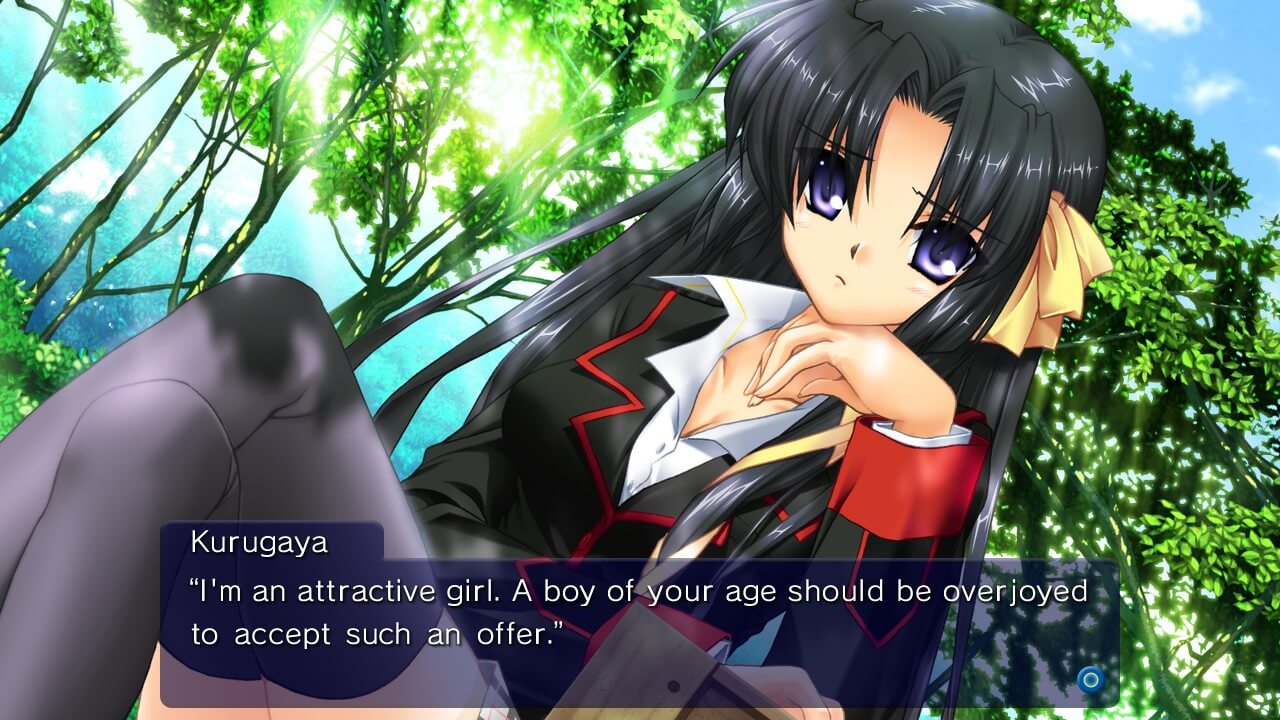 Kurugaya
“I'm an attractive girl. A boy of your age should be overjoyed
to accept such an offer.”